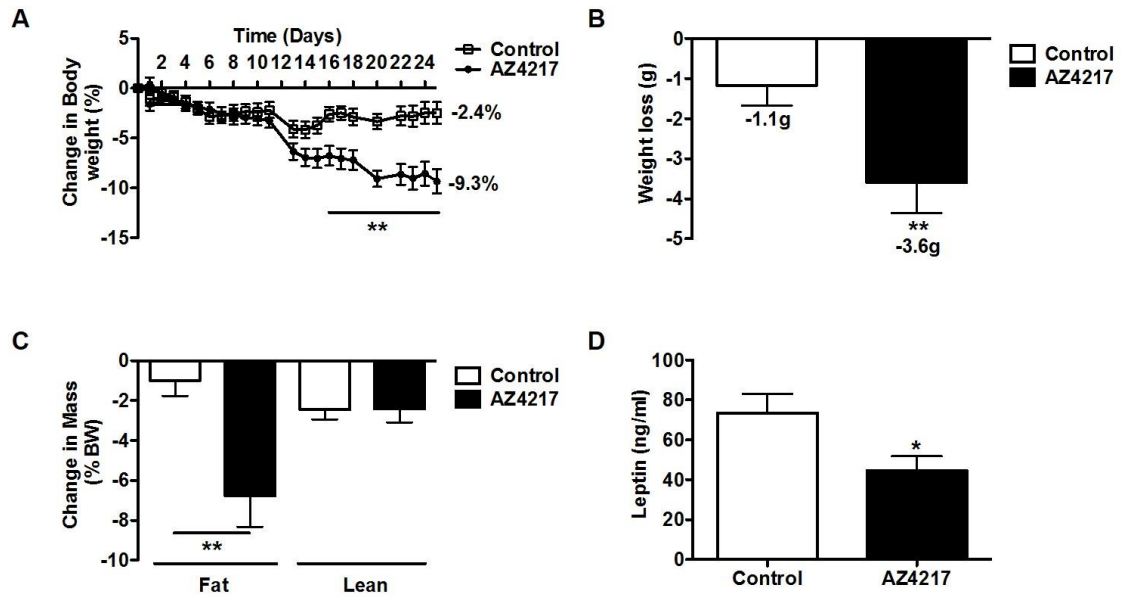 A
Time (Days)
5
0
-5
-10
-15
2 4 6 8 10 12 14 16 18 20 22 24
Change in Body
weight (%)
Control
AZ4217
-2.4%
-9.3%
**
B
0
-1
-2
-3
-4
-5
Weight loss (g)
-1.1g
**
-3.6g
Control
AZ4217
C
0
-2
-4
-6
-8
-10
Change in Mass
(% BW)
**
Fat Lean
Control
AZ4217
D
100
80
60
40
20
0
Leptin (ng/ml)
*
Control AZ4217